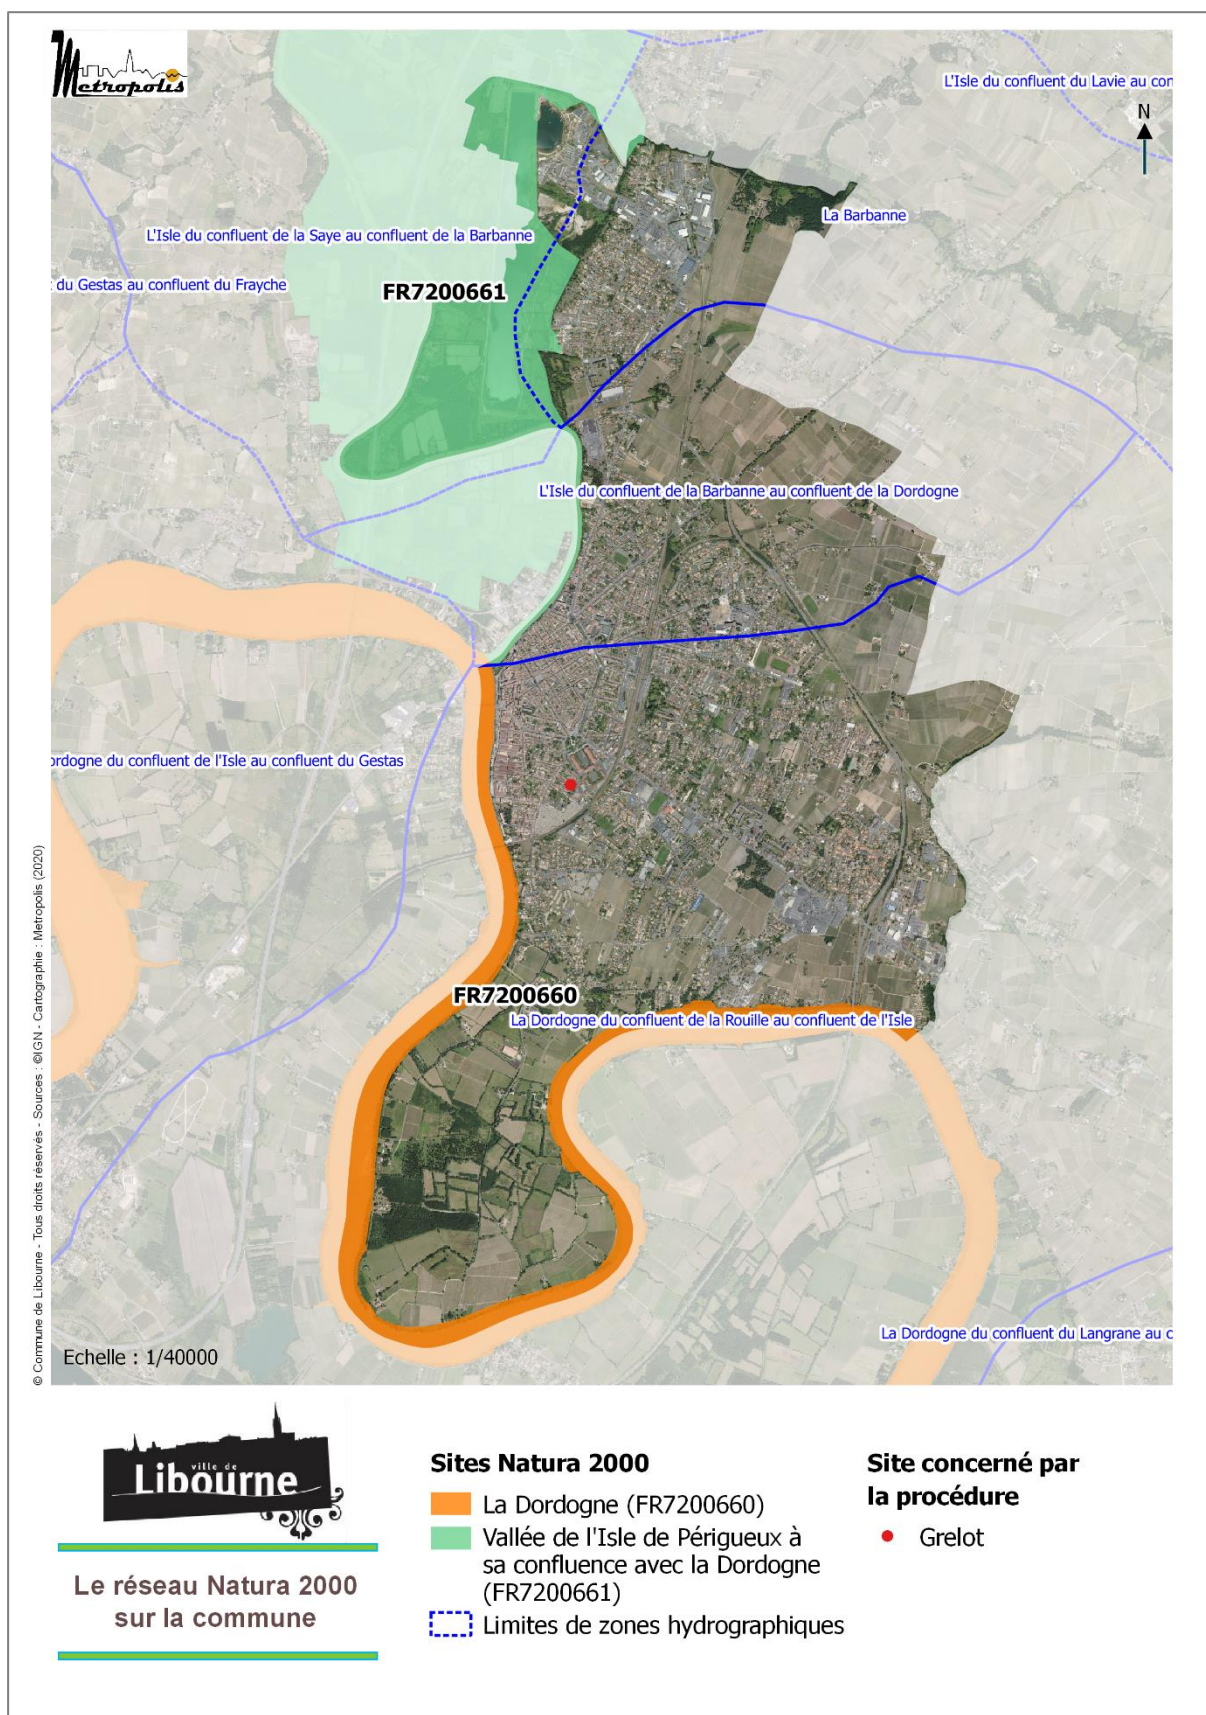 Metropolis
L'Isle du confluent du Lavie au con
N
La Barbanne
L'Isle du confluent de la Saye au confluent de la Barbanne
du Gestas au confluent du Frayche
FR7200661
L'Isle du confluent de la Barbanne au confluent de la Dordogne
ordogne du confluent de l'Isle au confluent du Gestas
FR7200660
La Dordogne du confluent de la Rouille au confluent de l'Isle
La Dordogne du confluent du Langrane au c
Echelle : 1/40000
© Commune de Libourne - Tous droits réservés - Sources : ©IGN - Cartographie : Metropolis (2020)
ville de
Libourne
Le réseau Natura 2000
sur la commune
Sites Natura 2000
La Dordogne (FR7200660)
Vallée de l'Isle de Périgueux à
sa confluence avec la Dordogne
(FR7200661)
Limites de zones hydrographiques
Site concerné par
la procédure
Grelot